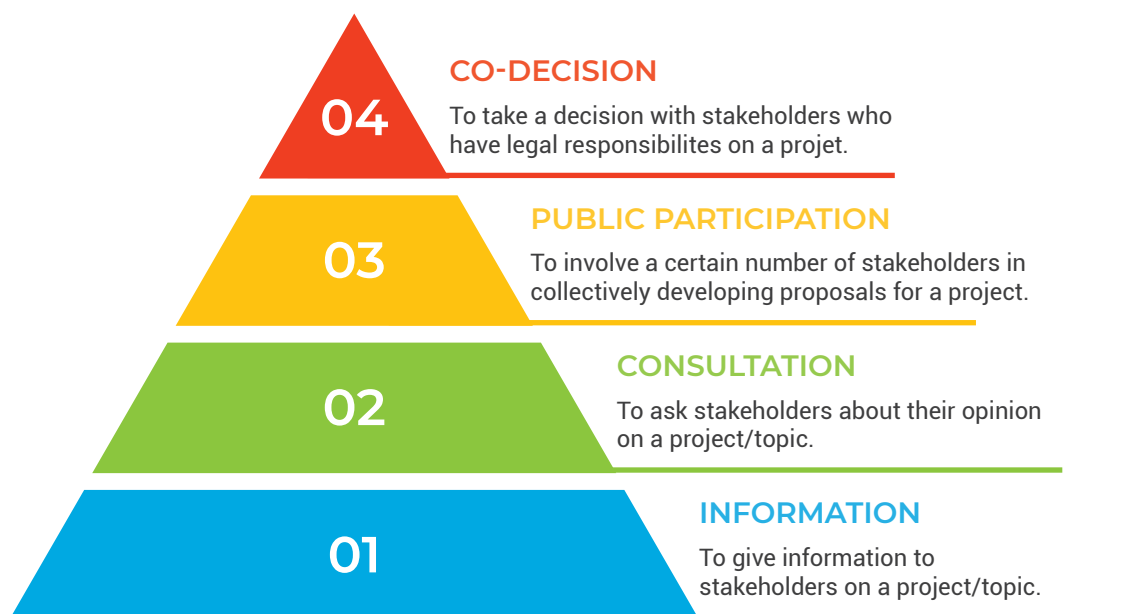 04
CO-DECISION
To take a decision with stakeholders who
have legal responsibilites on a projet.
03
PUBLIC PARTICIPATION
To involve a certain number of stakeholders in
collectively developing proposals for a project.
02
CONSULTATION
To ask stakeholders about their opinion
on a project/topic.
01
INFORMATION
To give information to
stakeholders on a project/topic.